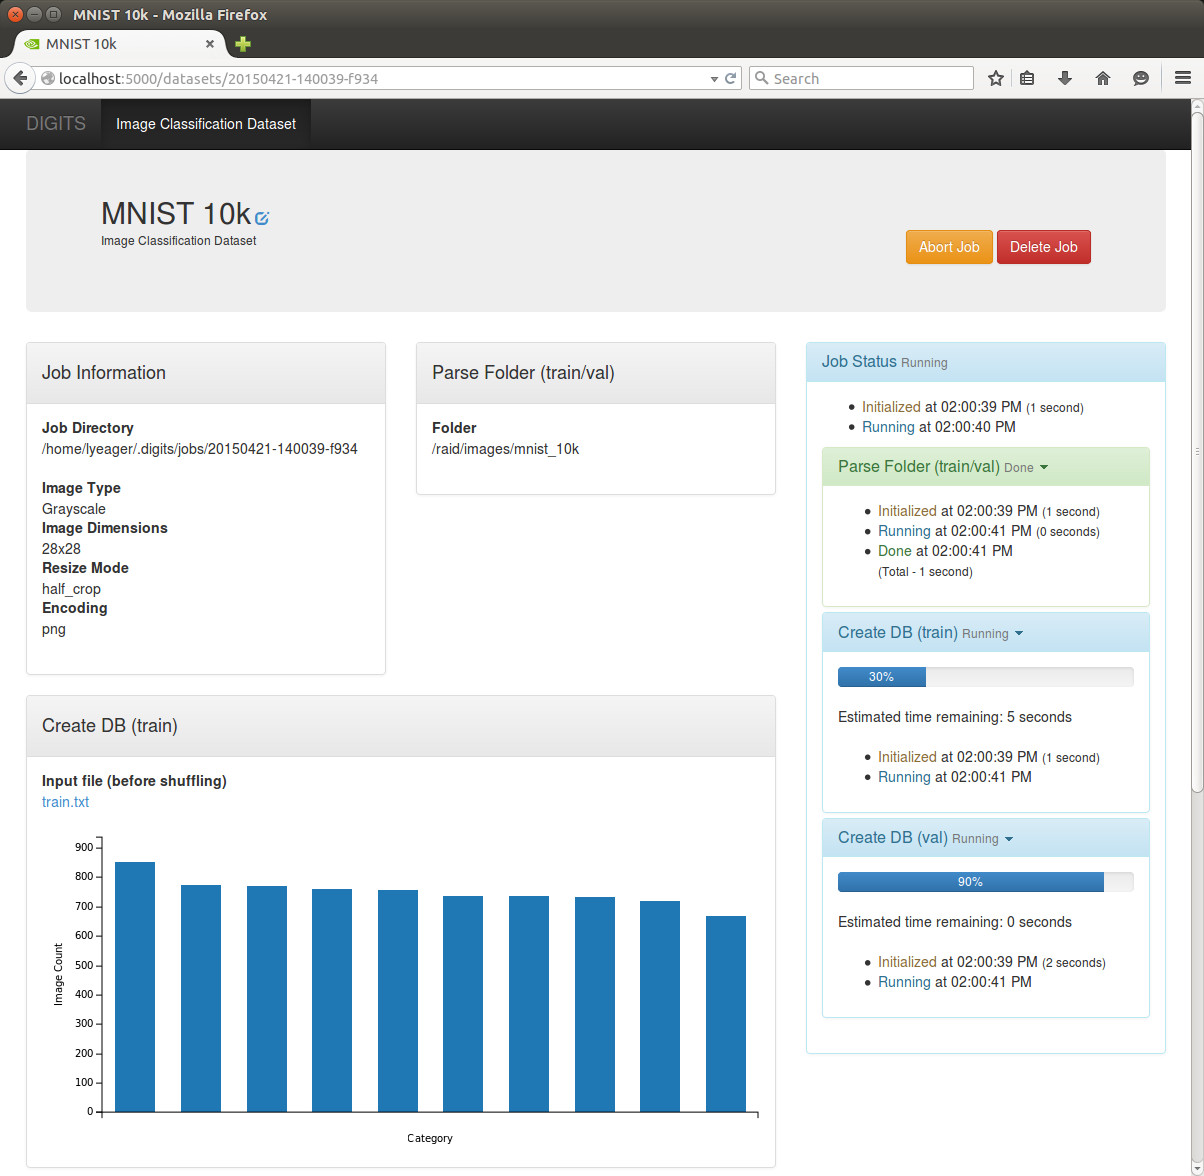 MNIST 10k - Mozilla Firefox
MNIST 10k
localhost:5000/datasets/20150421-140039-f934
Search
DIGITS
Image Classification Dataset
MNIST 10k
Image Classification Dataset
Abort Job
Delete Job
Job Information
Job Directory
/home/lyeager/.digits/jobs/20150421-140039-f934
Image Type
Grayscale
Image Dimensions
28x28
Resize Mode
half_crop
Encoding
png
Parse Folder (train/val)
Folder
/raid/images/mnist_10k
Job Status Running
Initialized at 02:00:39 PM (1 second)
Running at 02:00:40 PM
Parse Folder (train/val) Done
Initialized at 02:00:39 PM (1 second)
Running at 02:00:41 PM (0 seconds)
Done at 02:00:41 PM
(Total - 1 second)
Create DB (train) Running
30%
Estimated time remaining: 5 seconds
Initialized at 02:00:39 PM (1 second)
Running at 02:00:41 PM
Create DB (val) Running
90%
Estimated time remaining: 0 seconds
Initialized at 02:00:39 PM (2 seconds)
Running at 02:00:41 PM
Create DB (train)
Input file (before shuffling)
train.txt
900
800
700
600
500
400
300
200
100
0
Image Count
Category